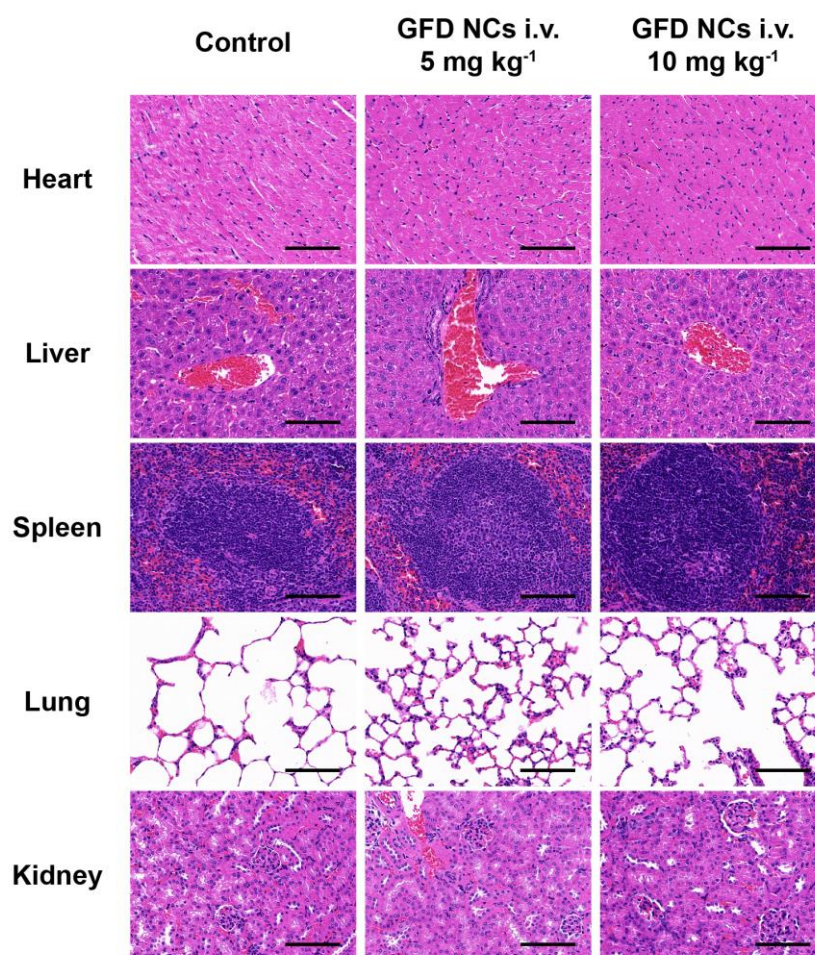 Control
GFD NCs i.v.
5 mg kg⁻¹
GFD NCs i.v.
10 mg kg⁻¹
Heart
Liver
Spleen
Lung
Kidney